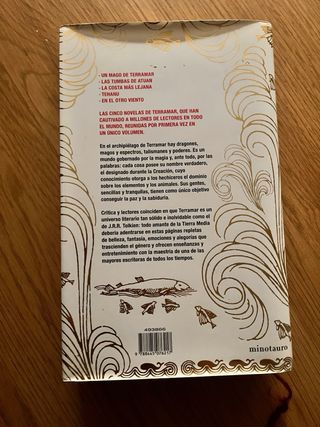 · UN MAGO DE TERRAMAR
· LAS TUMBAS DE ATUAN
· LA COSTA MÁS LEJANA
· TEHANU
· EN EL OTRO VIENTO
LAS CINCO NOVELAS DE TERRAMAR, QUE HAN
CAUTIVADO A MILLONES DE LECTORES EN TODO
EL MUNDO, REUNIDAS POR PRIMERA VEZ EN
UN ÚNICO VOLUMEN.
En el archipiélago de Terramar hay dragones,
magos y espectros, talismanes y poderes. Es un
mundo gobernado por la magia y, ante todo, por las
palabras: cada cosa posee su nombre verdadero,
el designado durante la Creación, cuyo
conocimiento otorga a los hechiceros el dominio
sobre los elementos y los animales. Sus gentes,
sencillas y tranquilas, tienen como único objetivo
conseguir la paz y la sabiduría.
Crítica y lectores coinciden en que Terramar es un
universo literario tan sólido e inolvidable como el
de J.R.R. Tolkien: todo amante de la Tierra Media
debería adentrarse en estas páginas repletas
de belleza, fantasía, emociones y alegorías que
trascienden el género y ofrecen enseñanzas y
entretenimiento con la maestría de una de las
mayores escritoras de todos los tiempos.
minotauro